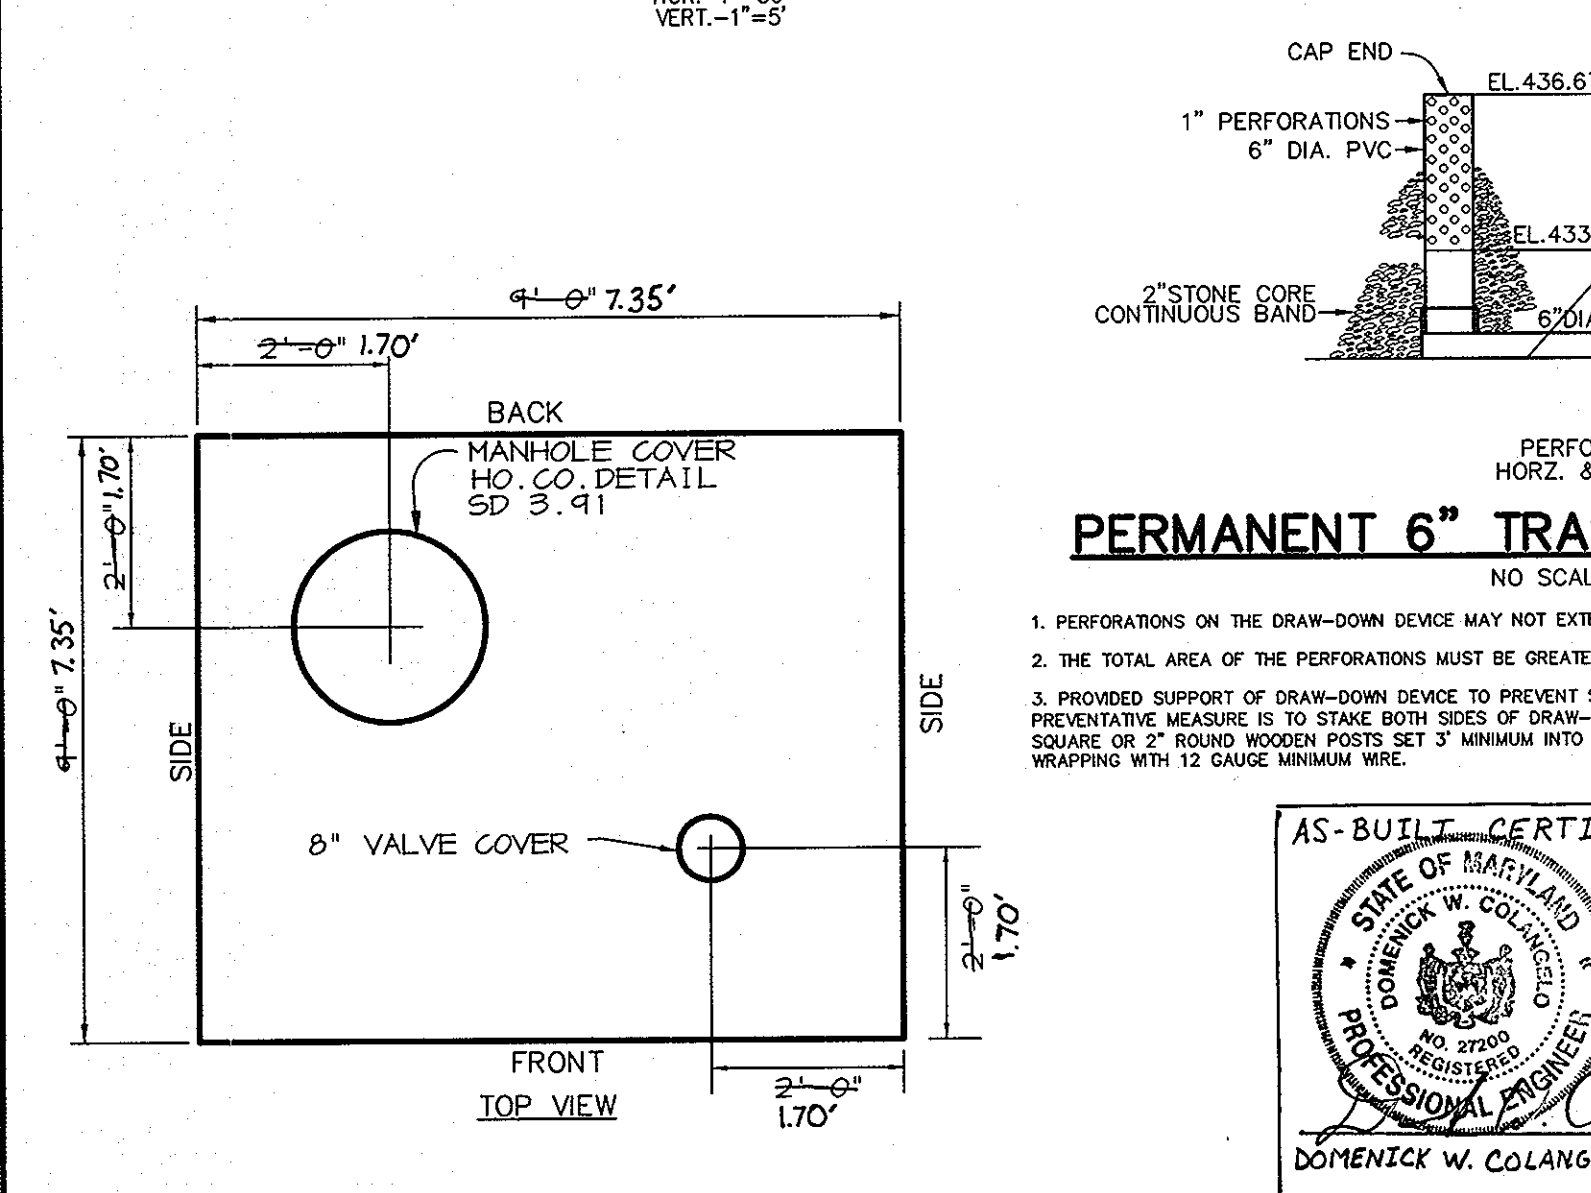 VERT.-1"=5'
CAP END
EL.436.6
1" PERFORATIONS
6" DIA. PVC
EL.433
2"STONE CORE
CONTINUOUS BAND
6"DIA
9'-0" 7.35'
2'-0" 1.70'
BACK
MANHOLE COVER
HO.CO.DETAIL
SD 3.91
2'-0" 1.70'
9'-0" 7.35'
SIDE
SIDE
8" VALVE COVER
2'-0"
1.70'
FRONT
2'-0"
1.70'
TOP VIEW
PERFO
HORZ. &
PERMANENT 6" TRA
NO SCAL
1. PERFORATIONS ON THE DRAW-DOWN DEVICE MAY NOT EXT
2. THE TOTAL AREA OF THE PERFORATIONS MUST BE GREATE
3. PROVIDED SUPPORT OF DRAW-DOWN DEVICE TO PREVENT
PREVENTATIVE MEASURE IS TO STAKE BOTH SIDES OF DRAW-
SQUARE OR 2" ROUND WOODEN POSTS SET 3' MINIMUM INTO
WRAPPING WITH 12 GAUGE MINIMUM WIRE.
AS-BUILT CERTI
STATE OF MARYLAND
DOMENICK W. COLANGELO
NO. 27200
REGISTERED
PROFESSIONAL ENGINEER
DOMENICK W. COLANG